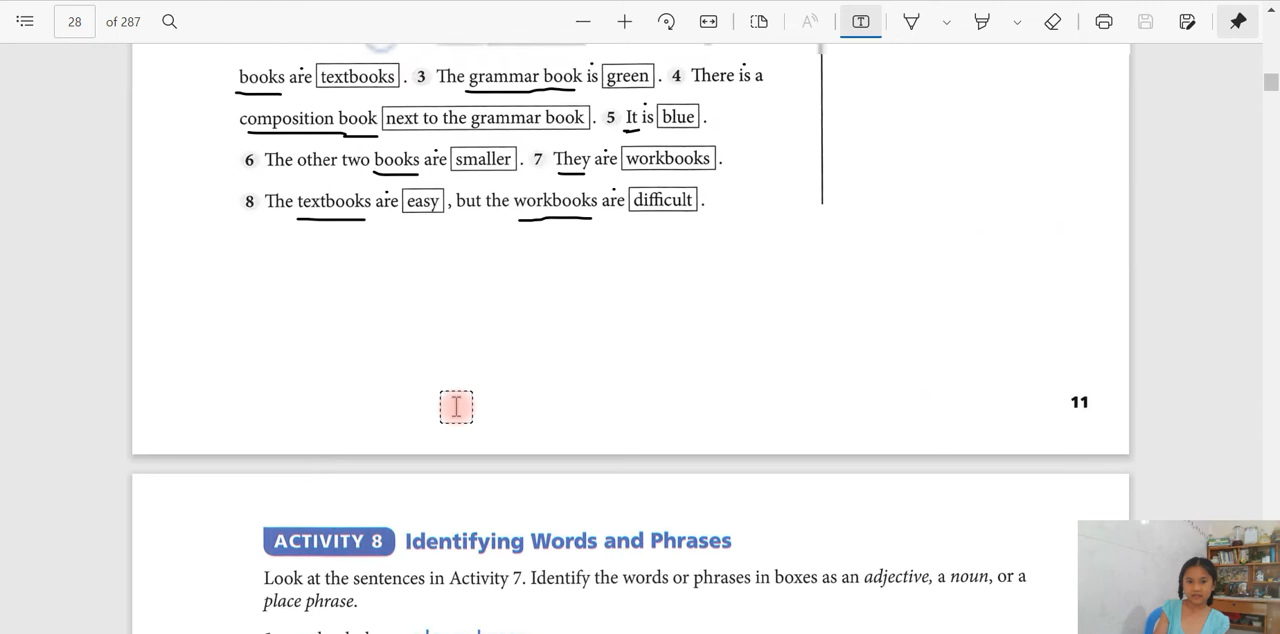 28 of 287
books are textbooks . 3 The grammar book is green . 4 There is a
composition book next to the grammar book . 5 It is blue .
6 The other two books are smaller . 7 They are workbooks .
8 The textbooks are easy , but the workbooks are difficult .
11
ACTIVITY 8 Identifying Words and Phrases
Look at the sentences in Activity 7. Identify the words or phrases in boxes as an adjective, a noun, or a
place phrase.